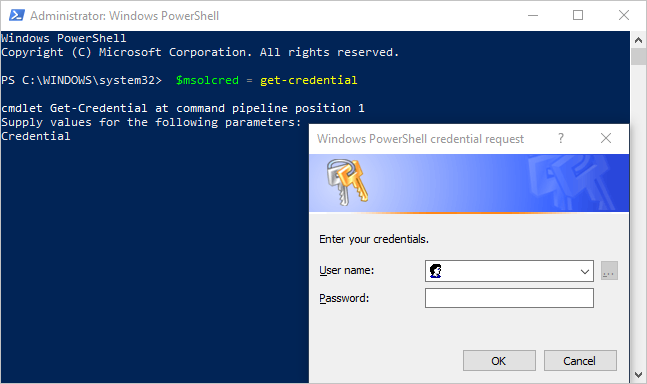 Administrator: Windows PowerShell
Windows PowerShell
Copyright (C) Microsoft Corporation. All rights reserved.
PS C:\WINDOWS\system32>  $msolcred = get-credential
cmdlet Get-Credential at command pipeline position 1
Supply values for the following parameters:
Credential
Windows PowerShell credential request
Enter your credentials.
User name:
...
Password:
OK Cancel